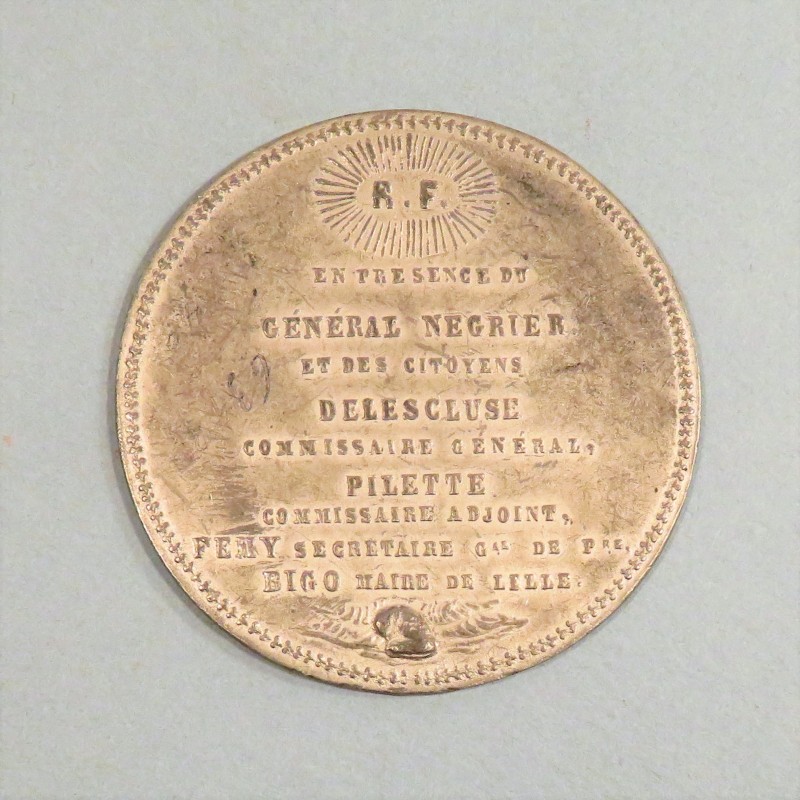 R.F.
EN PRESENCE DU
GÉNÉRAL NEGRIER.
ET DES CITOYENS
DELESCLUSE
COMMISSAIRE GÉNÉRAL,
PILETTE
COMMISSAIRE ADJOINT,
FEMY SECRETAIRE GAL DE PRE,
BIGO MAIRE DE LILLE.